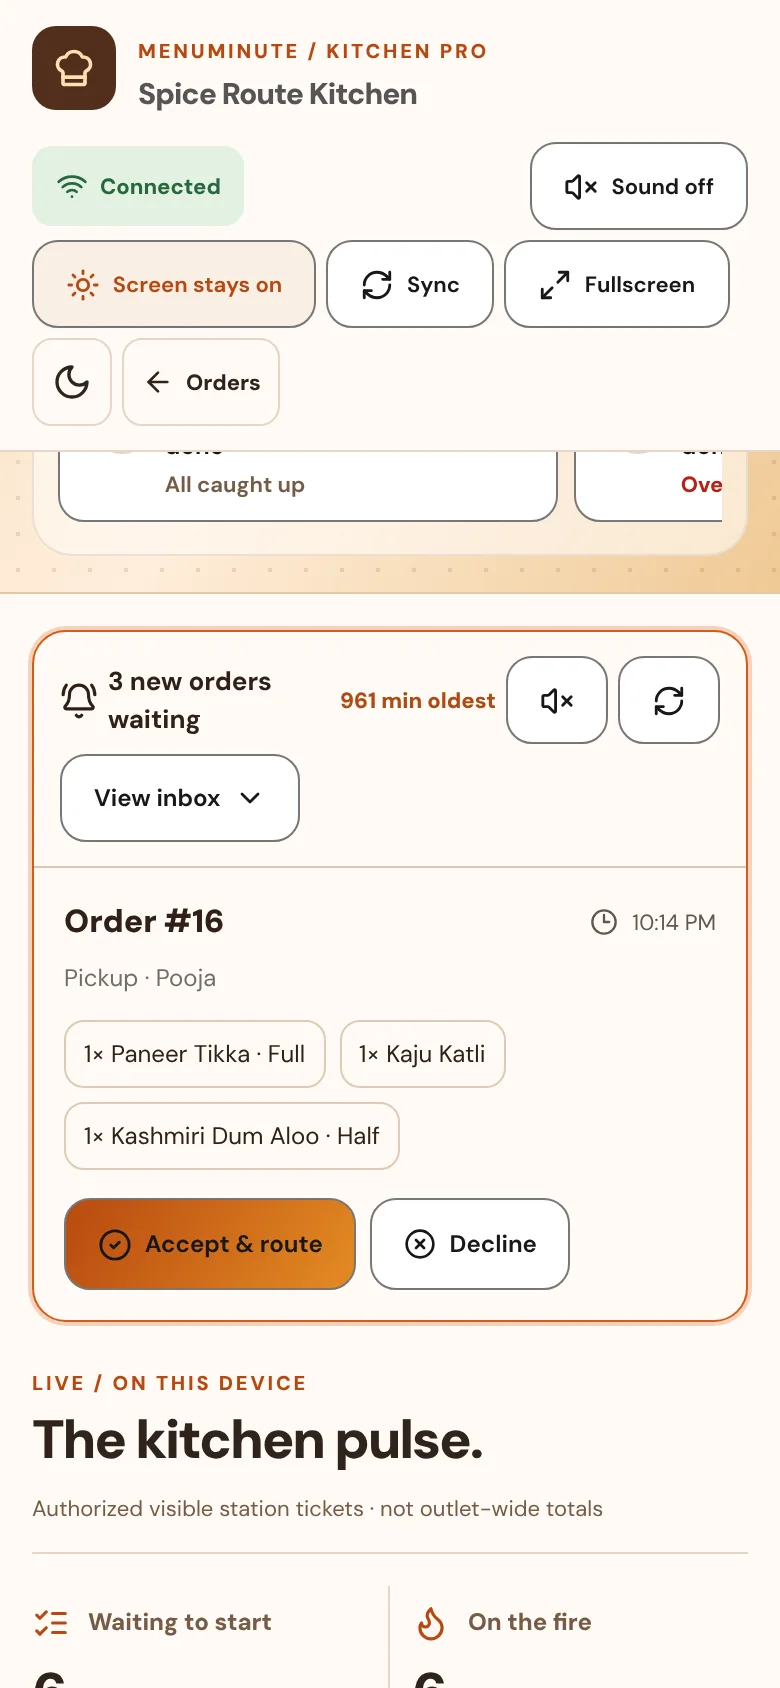 MENUMINUTE / KITCHEN PRO
Spice Route Kitchen
Connected
Sound off
Screen stays on
Sync
Fullscreen
Orders
All caught up
Ove
3 new orders
waiting
961 min oldest
View inbox
Order #16
10:14 PM
Pickup · Pooja
1× Paneer Tikka · Full
1× Kaju Katli
1× Kashmiri Dum Aloo · Half
Accept & route
Decline
LIVE / ON THIS DEVICE
The kitchen pulse.
Authorized visible station tickets · not outlet-wide totals
Waiting to start
On the fire